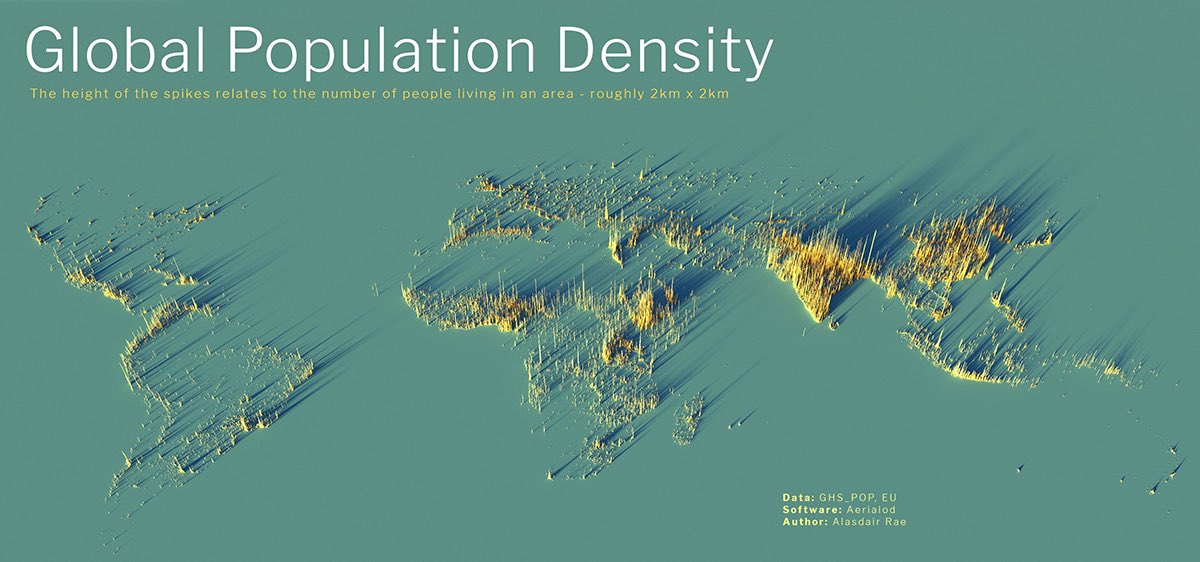 Global Population Density
The height of the spikes relates to the number of people living in an area - roughly 2km x 2km
Data: GHS_POP, EU
Software: Aerialod
Author: Alasdair Rae